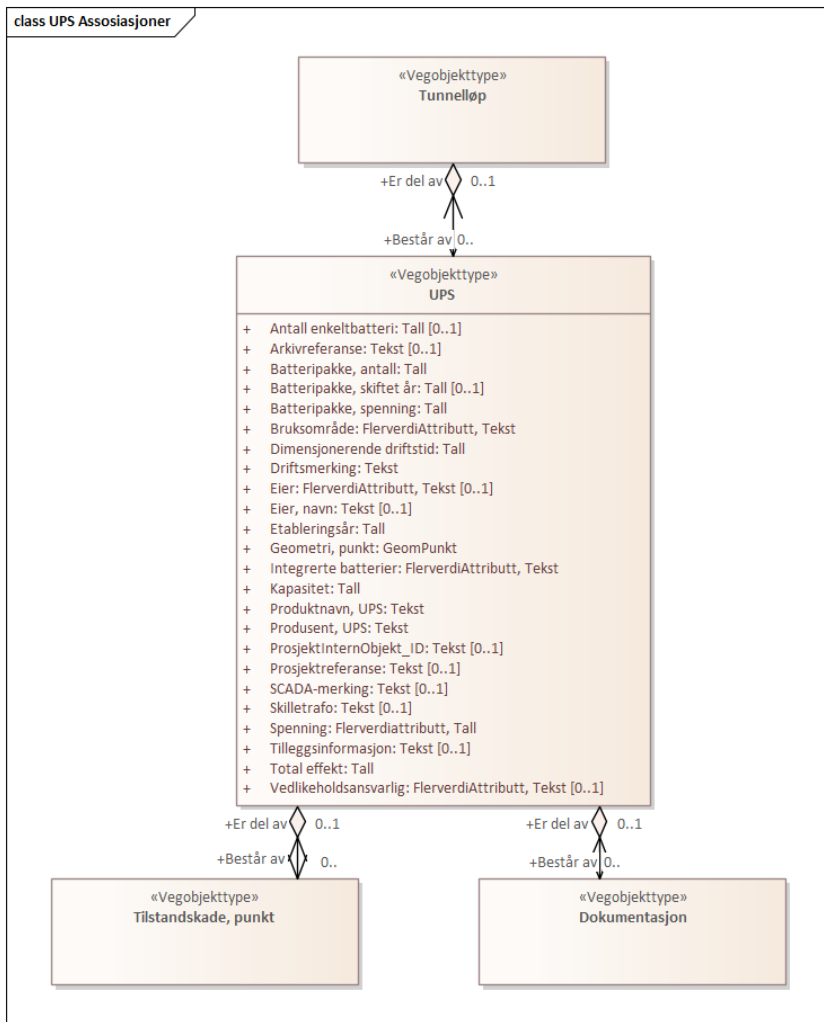 class UPS Assosiasjoner
«Vegobjekttype»
Tunnelløp
+Er del av 0..1
+Består av 0..
«Vegobjekttype»
UPS
+ Antall enkeltbatteri: Tall [0..1]
+ Arkivreferanse: Tekst [0..1]
+ Batteripakke, antall: Tall
+ Batteripakke, skiftet år: Tall [0..1]
+ Batteripakke, spenning: Tall
+ Bruksområde: FlerverdiAttributt, Tekst
+ Dimensjonerende driftstid: Tall
+ Driftsmerking: Tekst
+ Eier: FlerverdiAttributt, Tekst [0..1]
+ Eier, navn: Tekst [0..1]
+ Etableringsår: Tall
+ Geometri, punkt: GeomPunkt
+ Integrerte batterier: FlerverdiAttributt, Tekst
+ Kapasitet: Tall
+ Produktnavn, UPS: Tekst
+ Produsent, UPS: Tekst
+ ProsjektInternObjekt_ID: Tekst [0..1]
+ Prosjektreferanse: Tekst [0..1]
+ SCADA-merking: Tekst [0..1]
+ Skilletrafo: Tekst [0..1]
+ Spenning: Flerverdiattributt, Tall
+ Tilleggsinformasjon: Tekst [0..1]
+ Total effekt: Tall
+ Vedlikeholdsansvarlig: FlerverdiAttributt, Tekst [0..1]
+Er del av 0..1
+Består av 0..
«Vegobjekttype»
Tilstandskade, punkt
+Er del av 0..1
+Består av 0..
«Vegobjekttype»
Dokumentasjon